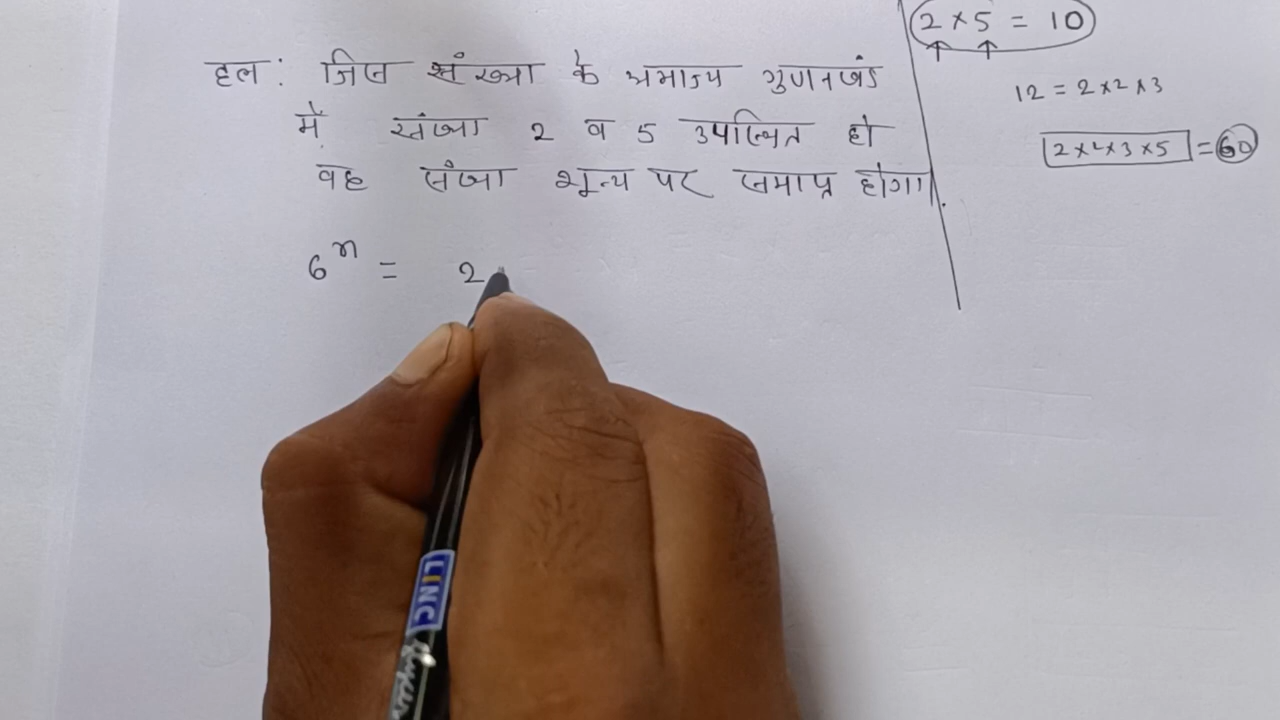 हल : जिस संख्या के अभाज्य गुणनखंड
में संख्या 2 व 5 उपस्थित हो
वह संख्या शून्य पर समाप्त होगा।
6ⁿ = 2
2 × 5 = 10
12 = 2×2×3
2×2×3×5 = 60
LINC